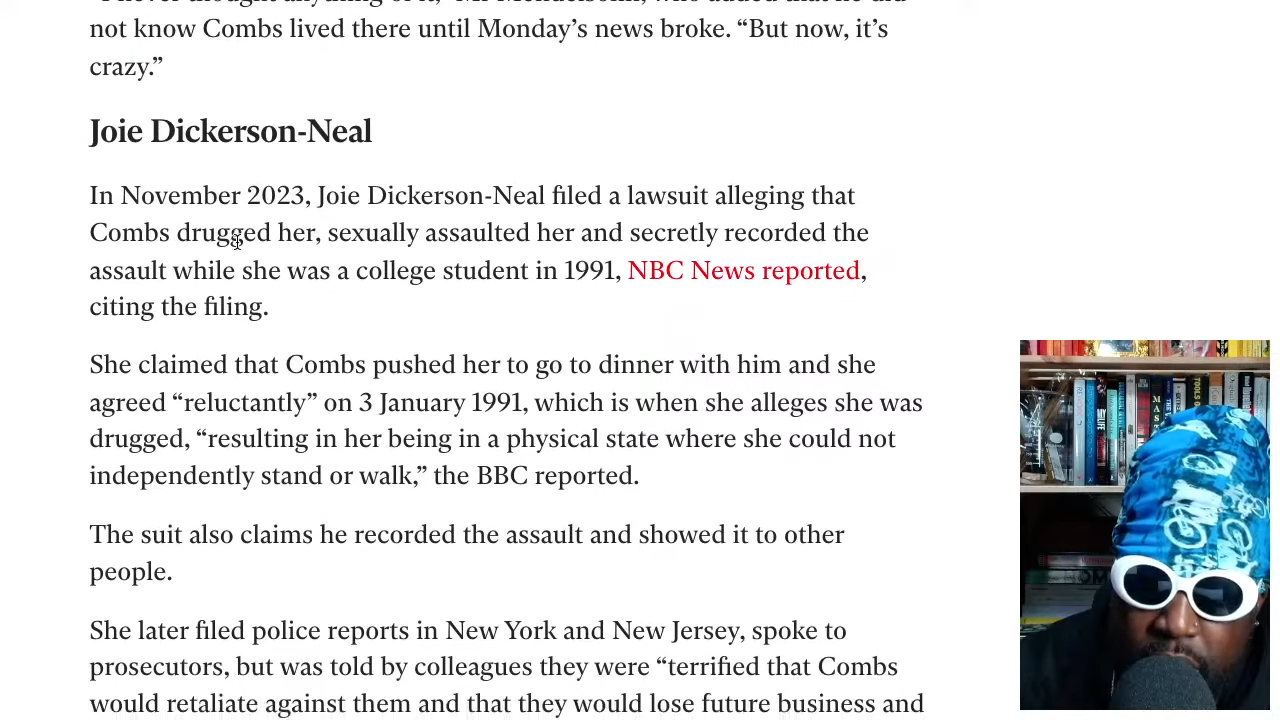 not know Combs lived there until Monday’s news broke. “But now, it’s
crazy.”
Joie Dickerson-Neal
In November 2023, Joie Dickerson-Neal filed a lawsuit alleging that
Combs drugged her, sexually assaulted her and secretly recorded the
assault while she was a college student in 1991, NBC News reported,
citing the filing.
She claimed that Combs pushed her to go to dinner with him and she
agreed “reluctantly” on 3 January 1991, which is when she alleges she was
drugged, “resulting in her being in a physical state where she could not
independently stand or walk,” the BBC reported.
The suit also claims he recorded the assault and showed it to other
people.
She later filed police reports in New York and New Jersey, spoke to
prosecutors, but was told by colleagues they were “terrified that Combs
would retaliate against them and that they would lose future business and